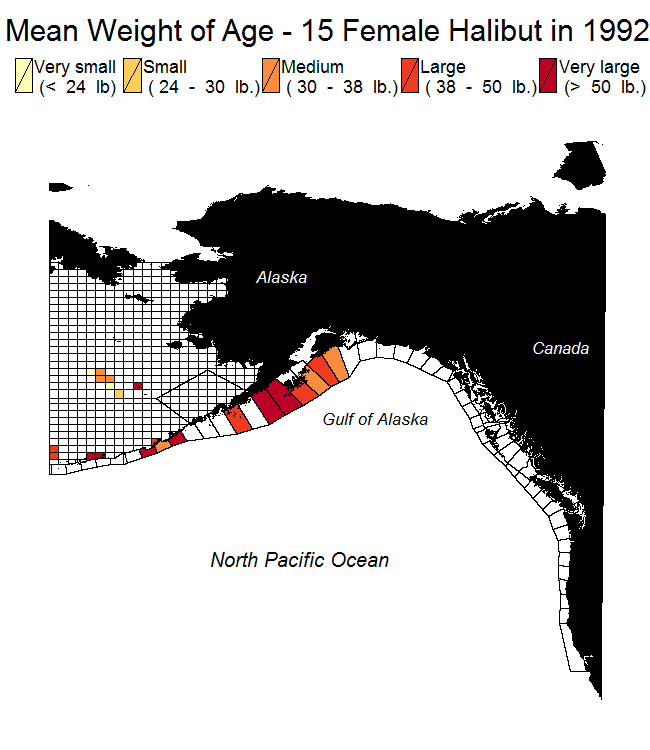 Mean Weight of Age - 15 Female Halibut in 1992
Very small Small Medium Large Very large
(< 24 lb) (24 - 30 lb.) (30 - 38 lb.) (38 - 50 lb.) (> 50 lb.)
Alaska
Canada
Gulf of Alaska
North Pacific Ocean